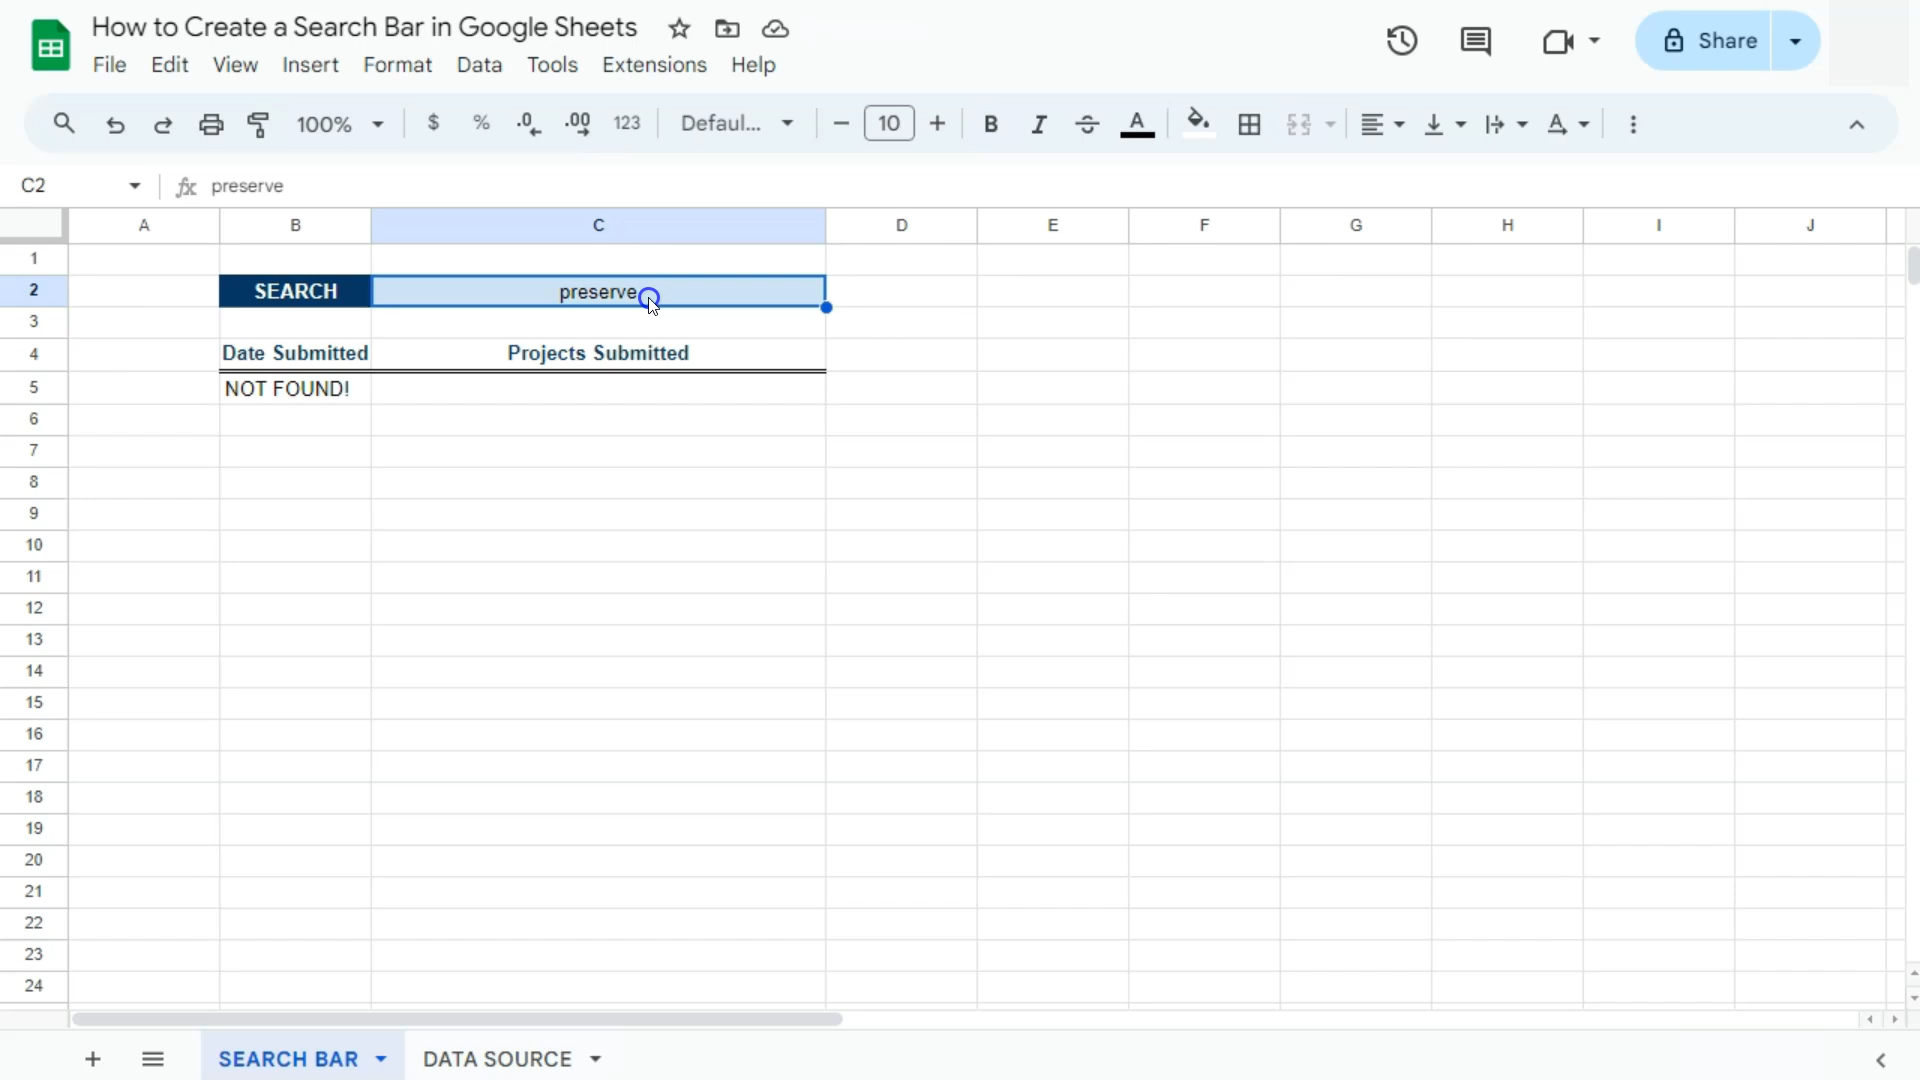 How to Create a Search Bar in Google Sheets
File Edit View Insert Format Data Tools Extensions Help
Share
100% $ % .0 .00 123 Defaul... 10 B I A
C2 fx preserve
A B C D E F G H I J
1
2 SEARCH preserve
3
4 Date Submitted Projects Submitted
5 NOT FOUND!
6
7
8
9
10
11
12
13
14
15
16
17
18
19
20
21
22
23
24
SEARCH BAR DATA SOURCE